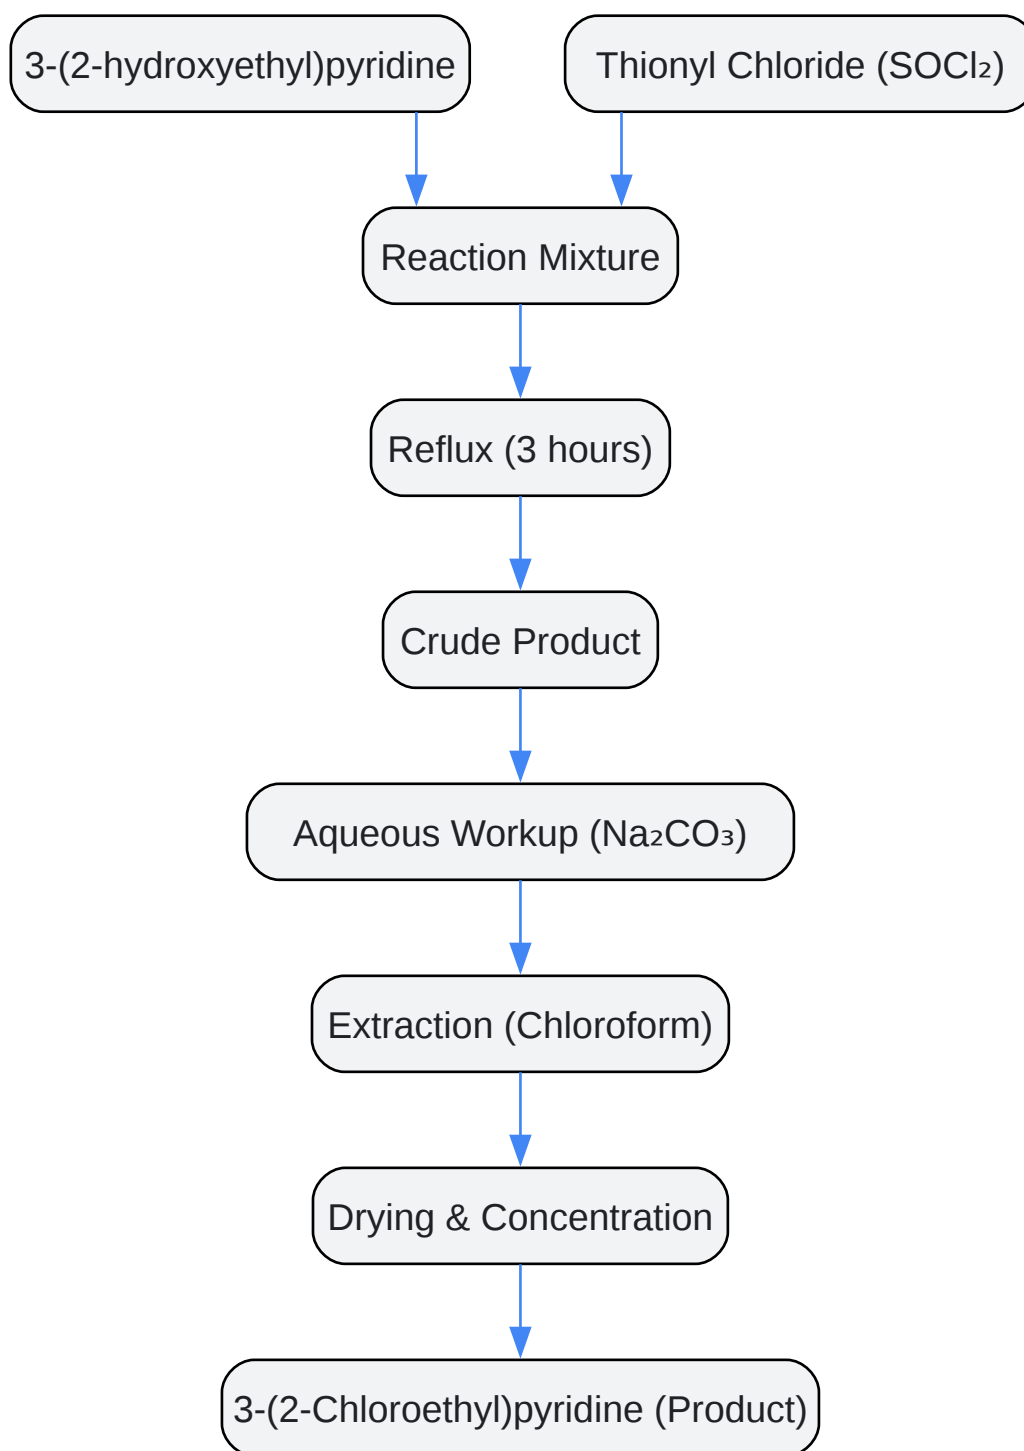 3-(2-hydroxyethyl)pyridine
Thionyl Chloride (SOCl₂)
Reaction Mixture
Reflux (3 hours)
Crude Product
Aqueous Workup (Na₂CO₃)
Extraction (Chloroform)
Drying & Concentration
3-(2-Chloroethyl)pyridine (Product)